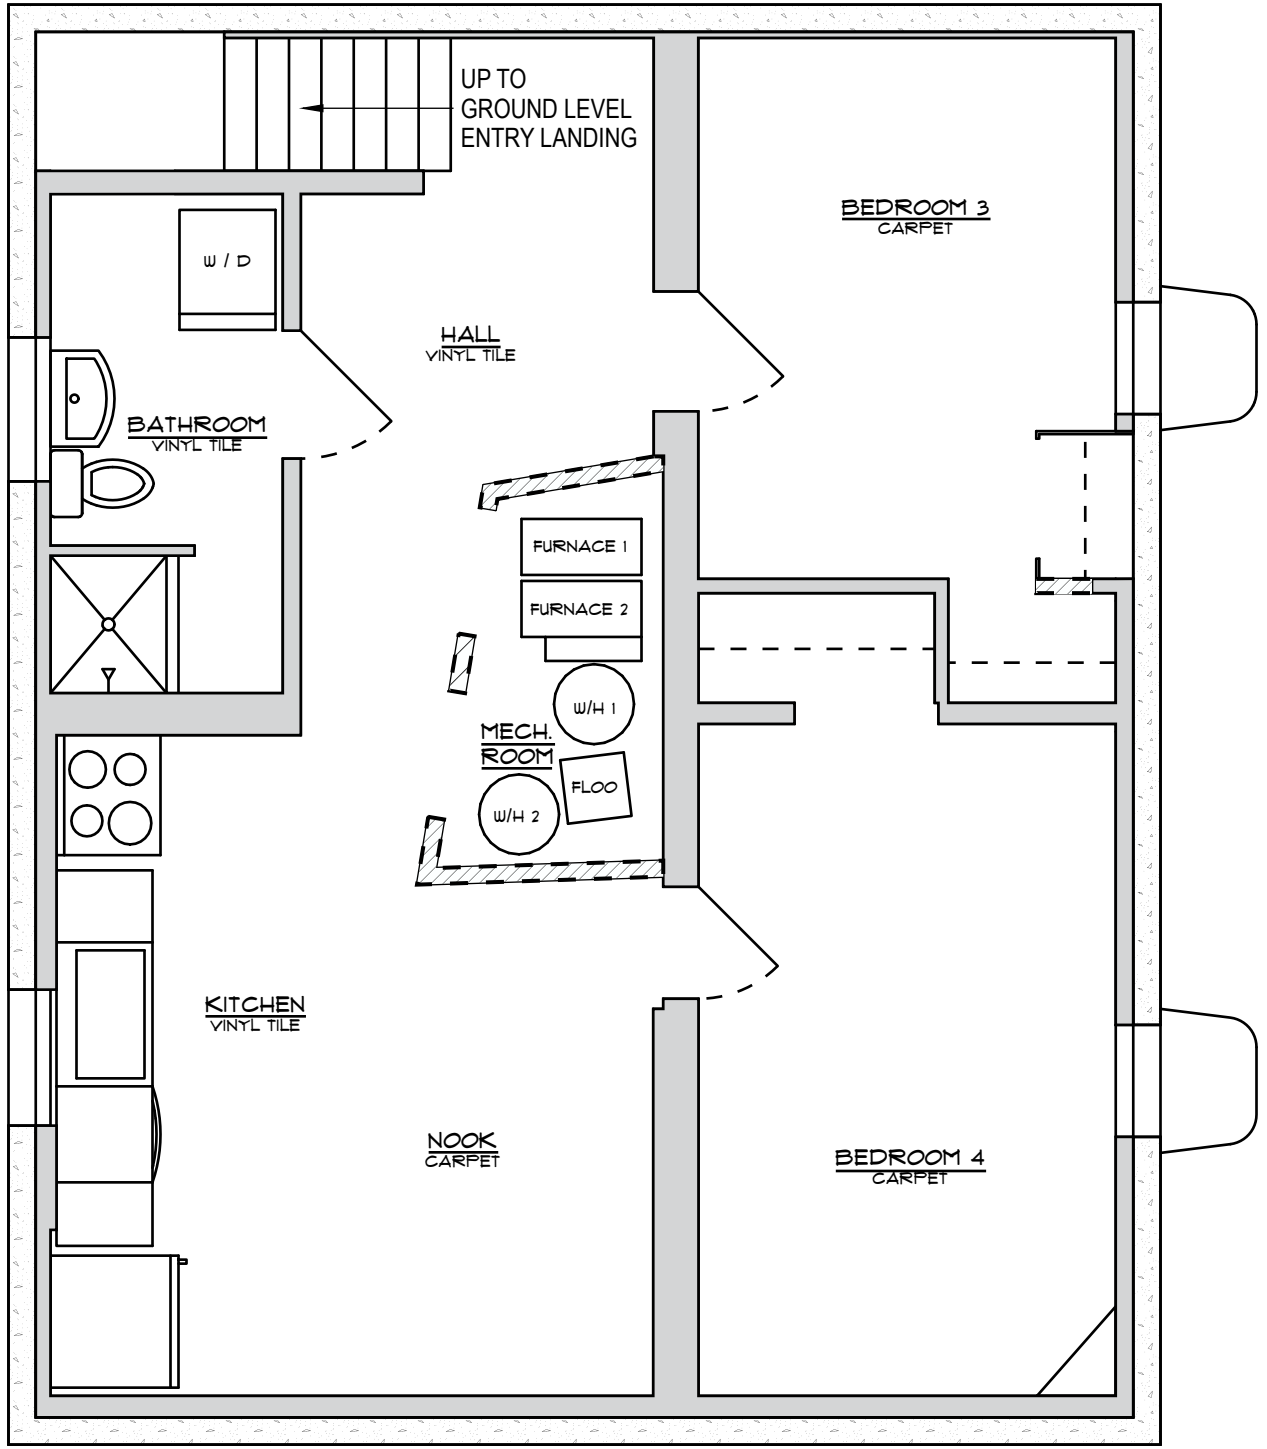 UP TO
GROUND LEVEL
ENTRY LANDING
BEDROOM 3
CARPET
W / D
HALL
VINYL TILE
BATHROOM
VINYL TILE
FURNACE 1
FURNACE 2
W/H 1
MECH.
ROOM
FLOO
W/H 2
KITCHEN
VINYL TILE
NOOK
CARPET
BEDROOM 4
CARPET